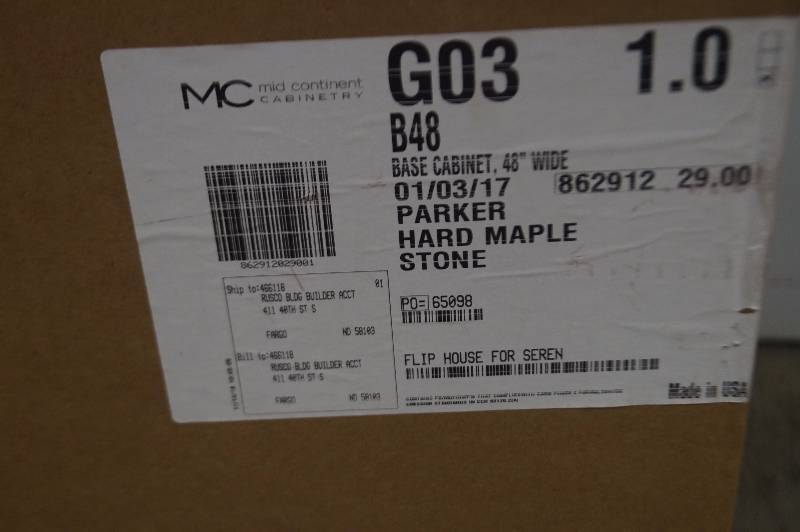 MC mid continent
CABINETRY
G03 1.0
B48
BASE CABINET, 48" WIDE
01/03/17 862912 29.00
PARKER
HARD MAPLE
STONE
862912029001
Ship to:466118 01
RUSCO BLDG BUILDER ACCT
411 40TH ST S
FARGO ND 58103
Bill to:466118
RUSCO BLDG BUILDER ACCT
411 40TH ST S
FARGO ND 58103
PO= 65098
FLIP HOUSE FOR SEREN
Made in USA